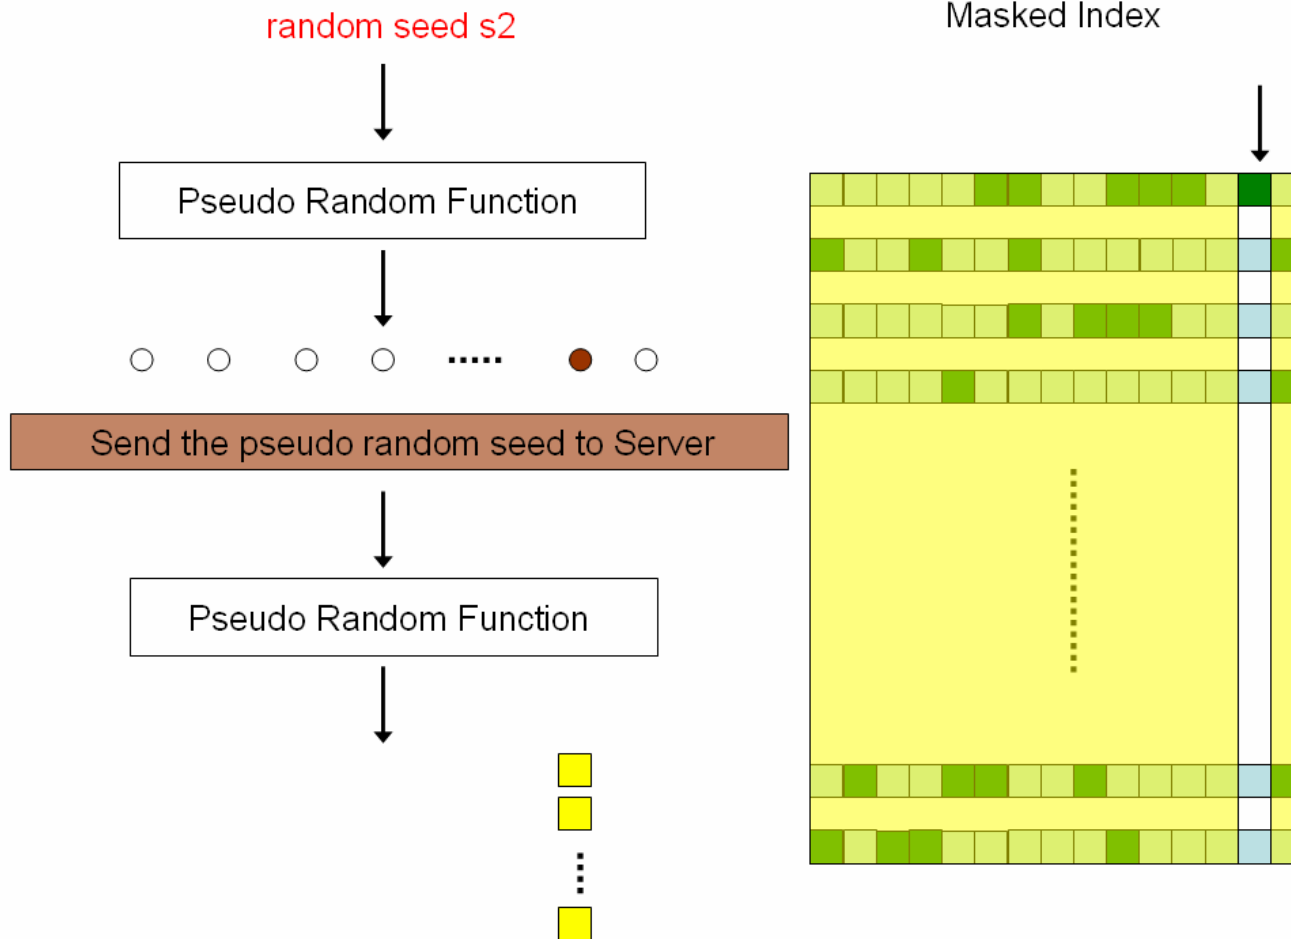 random seed s2
Masked Index
Pseudo Random Function
Send the pseudo random seed to Server
Pseudo Random Function